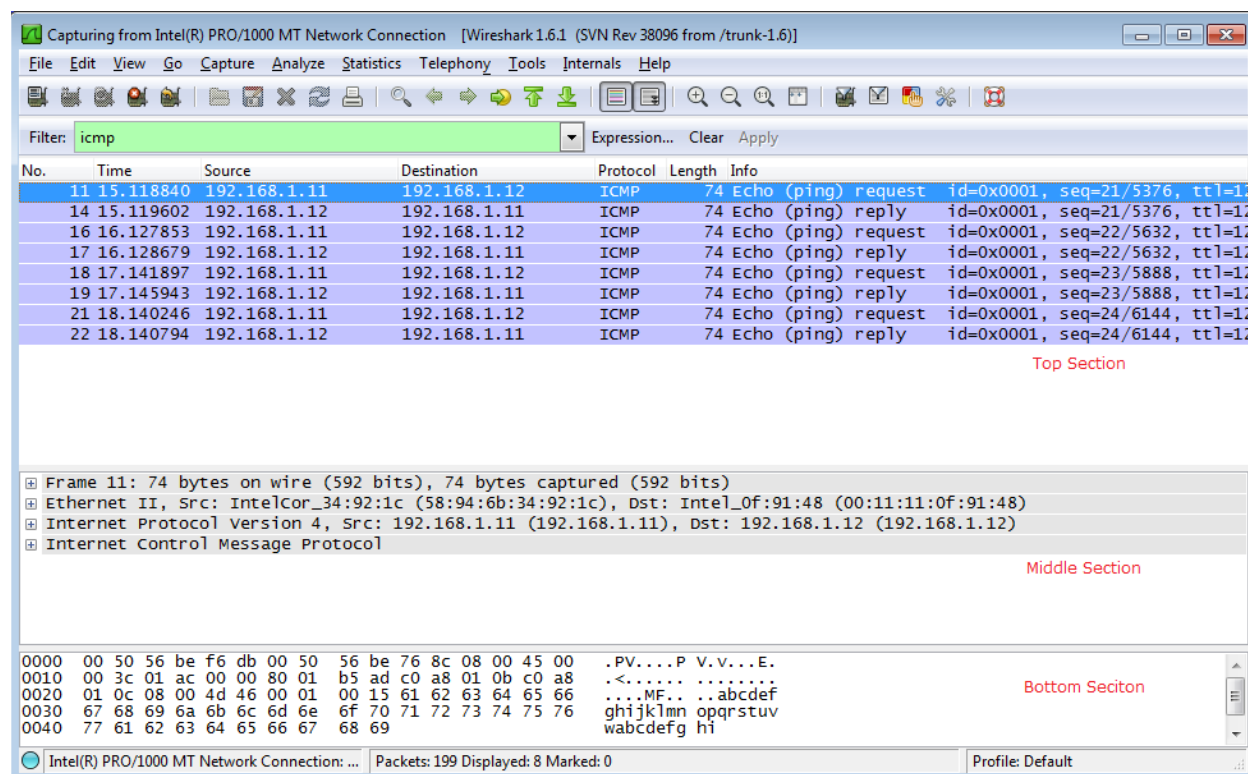 Capturing from Intel(R) PRO/1000 MT Network Connection [Wireshark 1.6.1 (SVN Rev 38096 from /trunk-1.6)]
File Edit View Go Capture Analyze Statistics Telephony Tools Internals Help
Filter: icmp Expression... Clear Apply
No. Time Source Destination Protocol Length Info
11 15.118840 192.168.1.11 192.168.1.12 ICMP 74 Echo (ping) request id=0x0001, seq=21/5376, ttl=12
14 15.119602 192.168.1.12 192.168.1.11 ICMP 74 Echo (ping) reply id=0x0001, seq=21/5376, ttl=12
16 16.127853 192.168.1.11 192.168.1.12 ICMP 74 Echo (ping) request id=0x0001, seq=22/5632, ttl=12
17 16.128679 192.168.1.12 192.168.1.11 ICMP 74 Echo (ping) reply id=0x0001, seq=22/5632, ttl=12
18 17.141897 192.168.1.11 192.168.1.12 ICMP 74 Echo (ping) request id=0x0001, seq=23/5888, ttl=12
19 17.145943 192.168.1.12 192.168.1.11 ICMP 74 Echo (ping) reply id=0x0001, seq=23/5888, ttl=12
21 18.140246 192.168.1.11 192.168.1.12 ICMP 74 Echo (ping) request id=0x0001, seq=24/6144, ttl=12
22 18.140794 192.168.1.12 192.168.1.11 ICMP 74 Echo (ping) reply id=0x0001, seq=24/6144, ttl=12
Top Section
Frame 11: 74 bytes on wire (592 bits), 74 bytes captured (592 bits)
Ethernet II, Src: IntelCor_34:92:1c (58:94:6b:34:92:1c), Dst: Intel_0f:91:48 (00:11:11:0f:91:48)
Internet Protocol Version 4, Src: 192.168.1.11 (192.168.1.11), Dst: 192.168.1.12 (192.168.1.12)
Internet Control Message Protocol
Middle Section
0000 00 50 56 be f6 db 00 50 56 be 76 8c 08 00 45 00 .PV....P V.v...E.
0010 00 3c 01 ac 00 00 80 01 b5 ad c0 a8 01 0b c0 a8 .<...... ........
0020 01 0c 08 00 4d 46 00 01 00 15 61 62 63 64 65 66 ....MF.. ..abcdef
0030 67 68 69 6a 6b 6c 6d 6e 6f 70 71 72 73 74 75 76 ghijklmn opqrstuv
0040 77 61 62 63 64 65 66 67 68 69 wabcdefg hi
Bottom Seciton
Intel(R) PRO/1000 MT Network Connection: ... Packets: 199 Displayed: 8 Marked: 0 Profile: Default